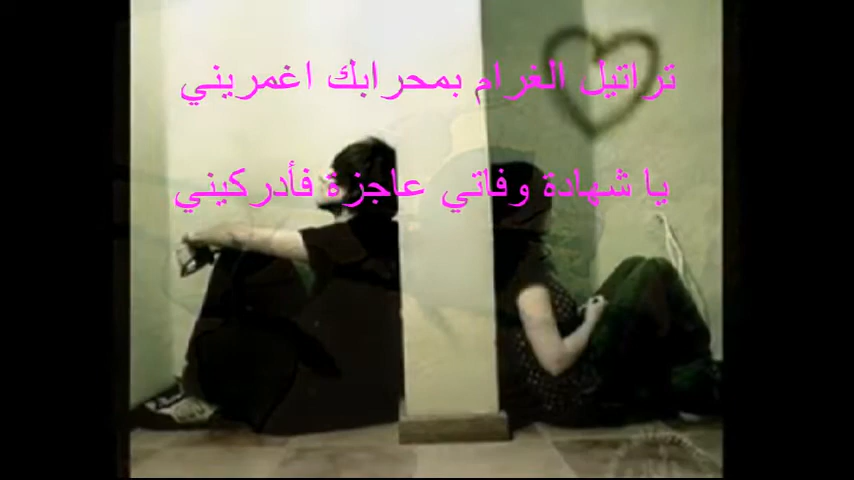 تراتيل الغرام بمحرابك اغمريني
يا شهادة وفاتي عاجزة فأدركيني